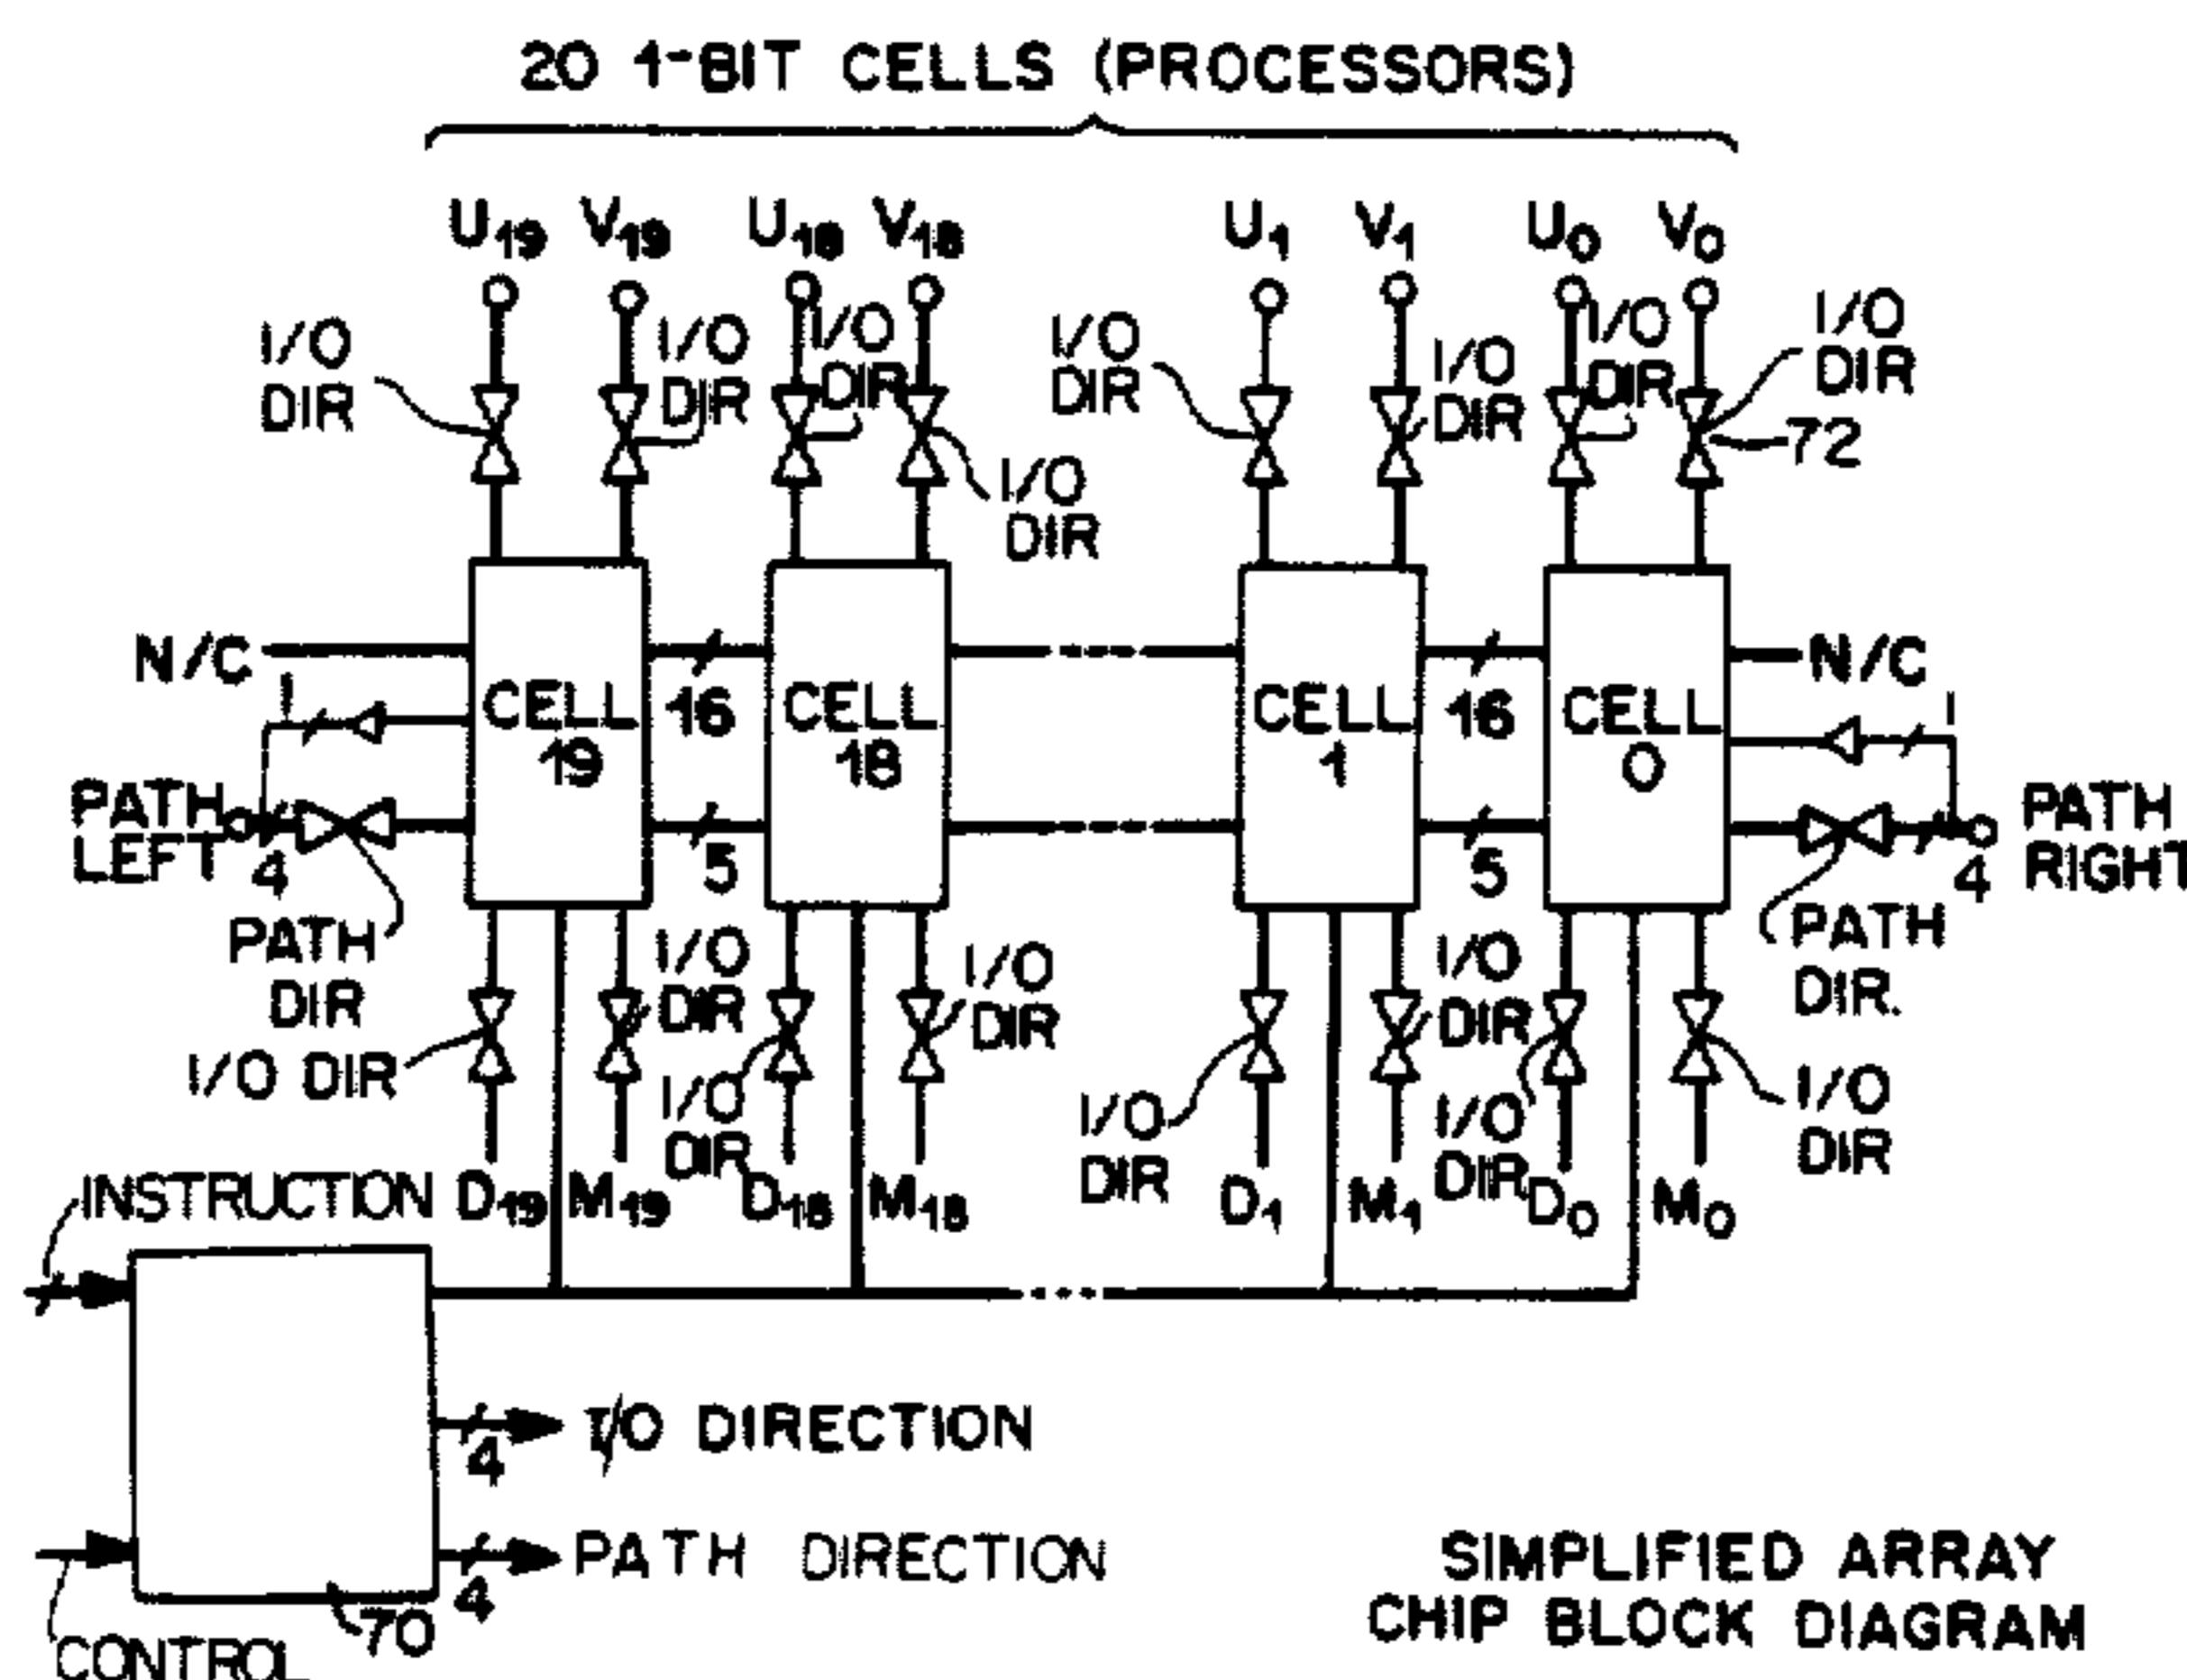 20 1-BIT CELLS (PROCESSORS)
U19 V19 U18 V18 U1 V1 U0 V0
I/O DIR
I/O DIR
I/O DIR
I/O DIR
I/O DIR
I/O DIR
I/O DIR
I/O DIR
72
N/C
1
CELL 19
16
CELL 18
CELL 1
16
CELL 0
N/C
1
PATH LEFT
4
5
5
4
PATH RIGHT
PATH DIR
PATH DIR.
I/O DIR
I/O DIR
I/O DIR
I/O DIR
I/O DIR
I/O DIR
I/O DIR
I/O DIR
INSTRUCTION
D19 M19 D18 M18 D1 M1 D0 M0
4
I/O DIRECTION
4
PATH DIRECTION
70
CONTROL
SIMPLIFIED ARRAY
CHIP BLOCK DIAGRAM